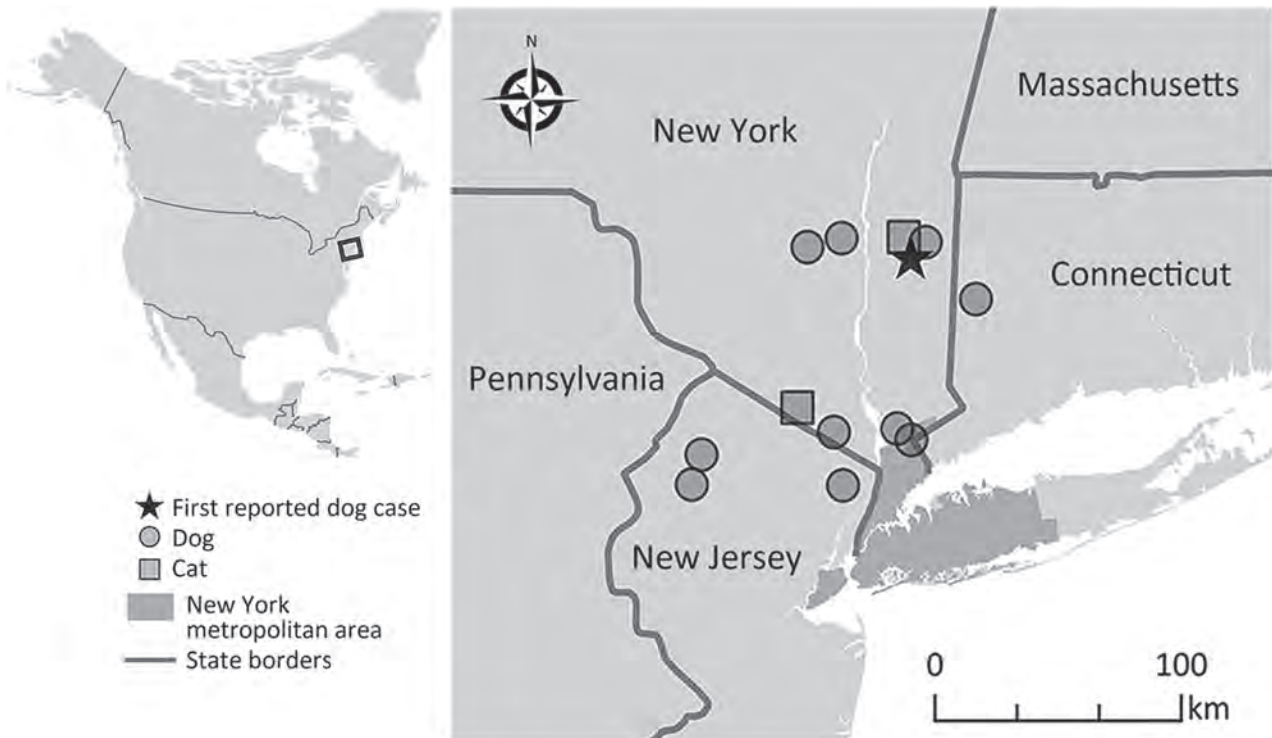 First reported dog case
Dog
Cat
New York
metropolitan area
State borders
N
New York
Massachusetts
Connecticut
Pennsylvania
New Jersey
0 100
km